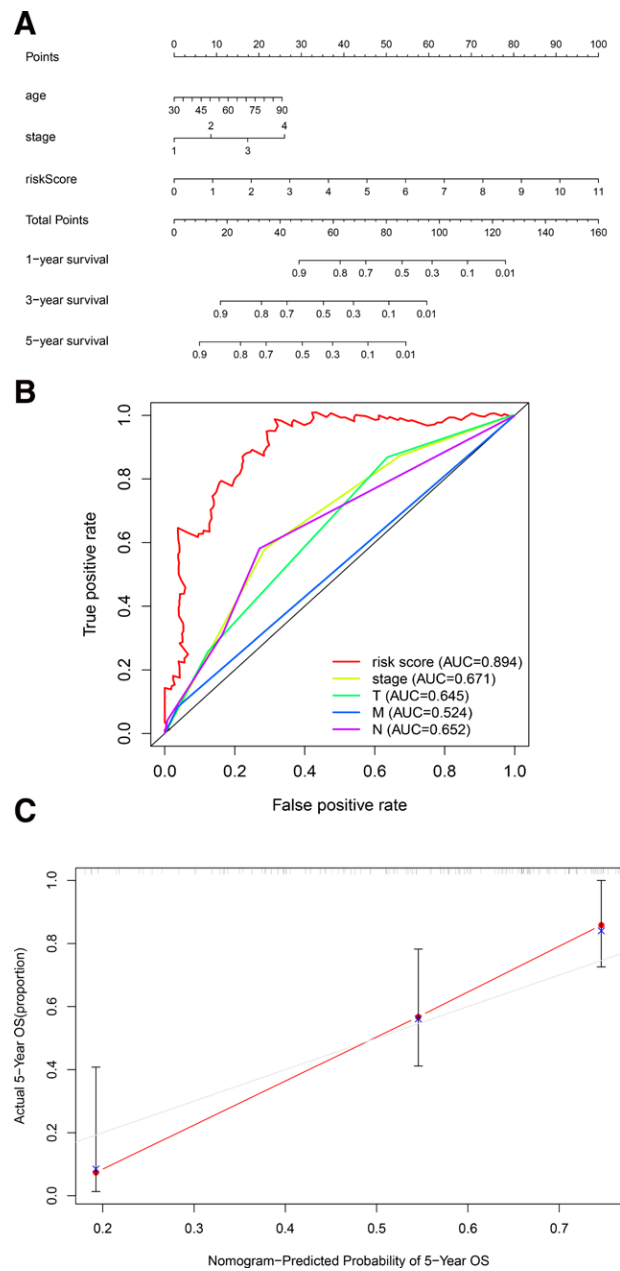 A
Points
0 10 20 30 40 50 60 70 80 90 100
age
30 45 60 75 90
stage
2 4
1 3
riskScore
0 1 2 3 4 5 6 7 8 9 10 11
Total Points
0 20 40 60 80 100 120 140 160
1−year survival
0.9 0.8 0.7 0.5 0.3 0.1 0.01
3−year survival
0.9 0.8 0.7 0.5 0.3 0.1 0.01
5−year survival
0.9 0.8 0.7 0.5 0.3 0.1 0.01
B
True positive rate
1.0
0.8
0.6
0.4
0.2
0.0
risk score (AUC=0.894)
stage (AUC=0.671)
T (AUC=0.645)
M (AUC=0.524)
N (AUC=0.652)
0.0 0.2 0.4 0.6 0.8 1.0
False positive rate
C
Actual 5−Year OS(proportion)
1.0
0.8
0.6
0.4
0.2
0.0
0.2 0.3 0.4 0.5 0.6 0.7
Nomogram−Predicted Probability of 5−Year OS